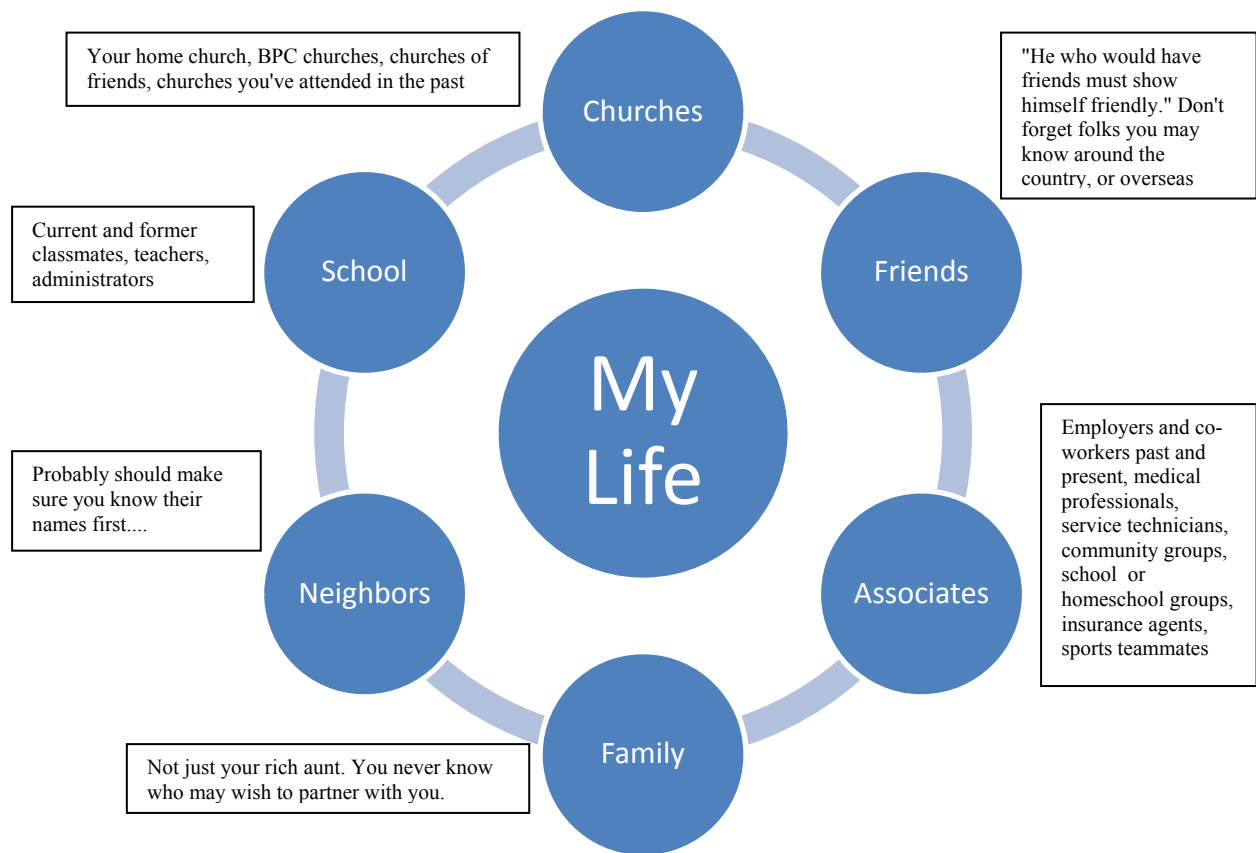 Your home church, BPC churches, churches of
friends, churches you've attended in the past
Churches
"He who would have
friends must show
himself friendly." Don't
forget folks you may
know around the
country, or overseas
Current and former
classmates, teachers,
administrators
School
Friends
My
Life
Probably should make
sure you know their
names first....
Neighbors
Associates
Employers and co-
workers past and
present, medical
professionals,
service technicians,
community groups,
school or
homeschool groups,
insurance agents,
sports teammates
Not just your rich aunt. You never know
who may wish to partner with you.
Family